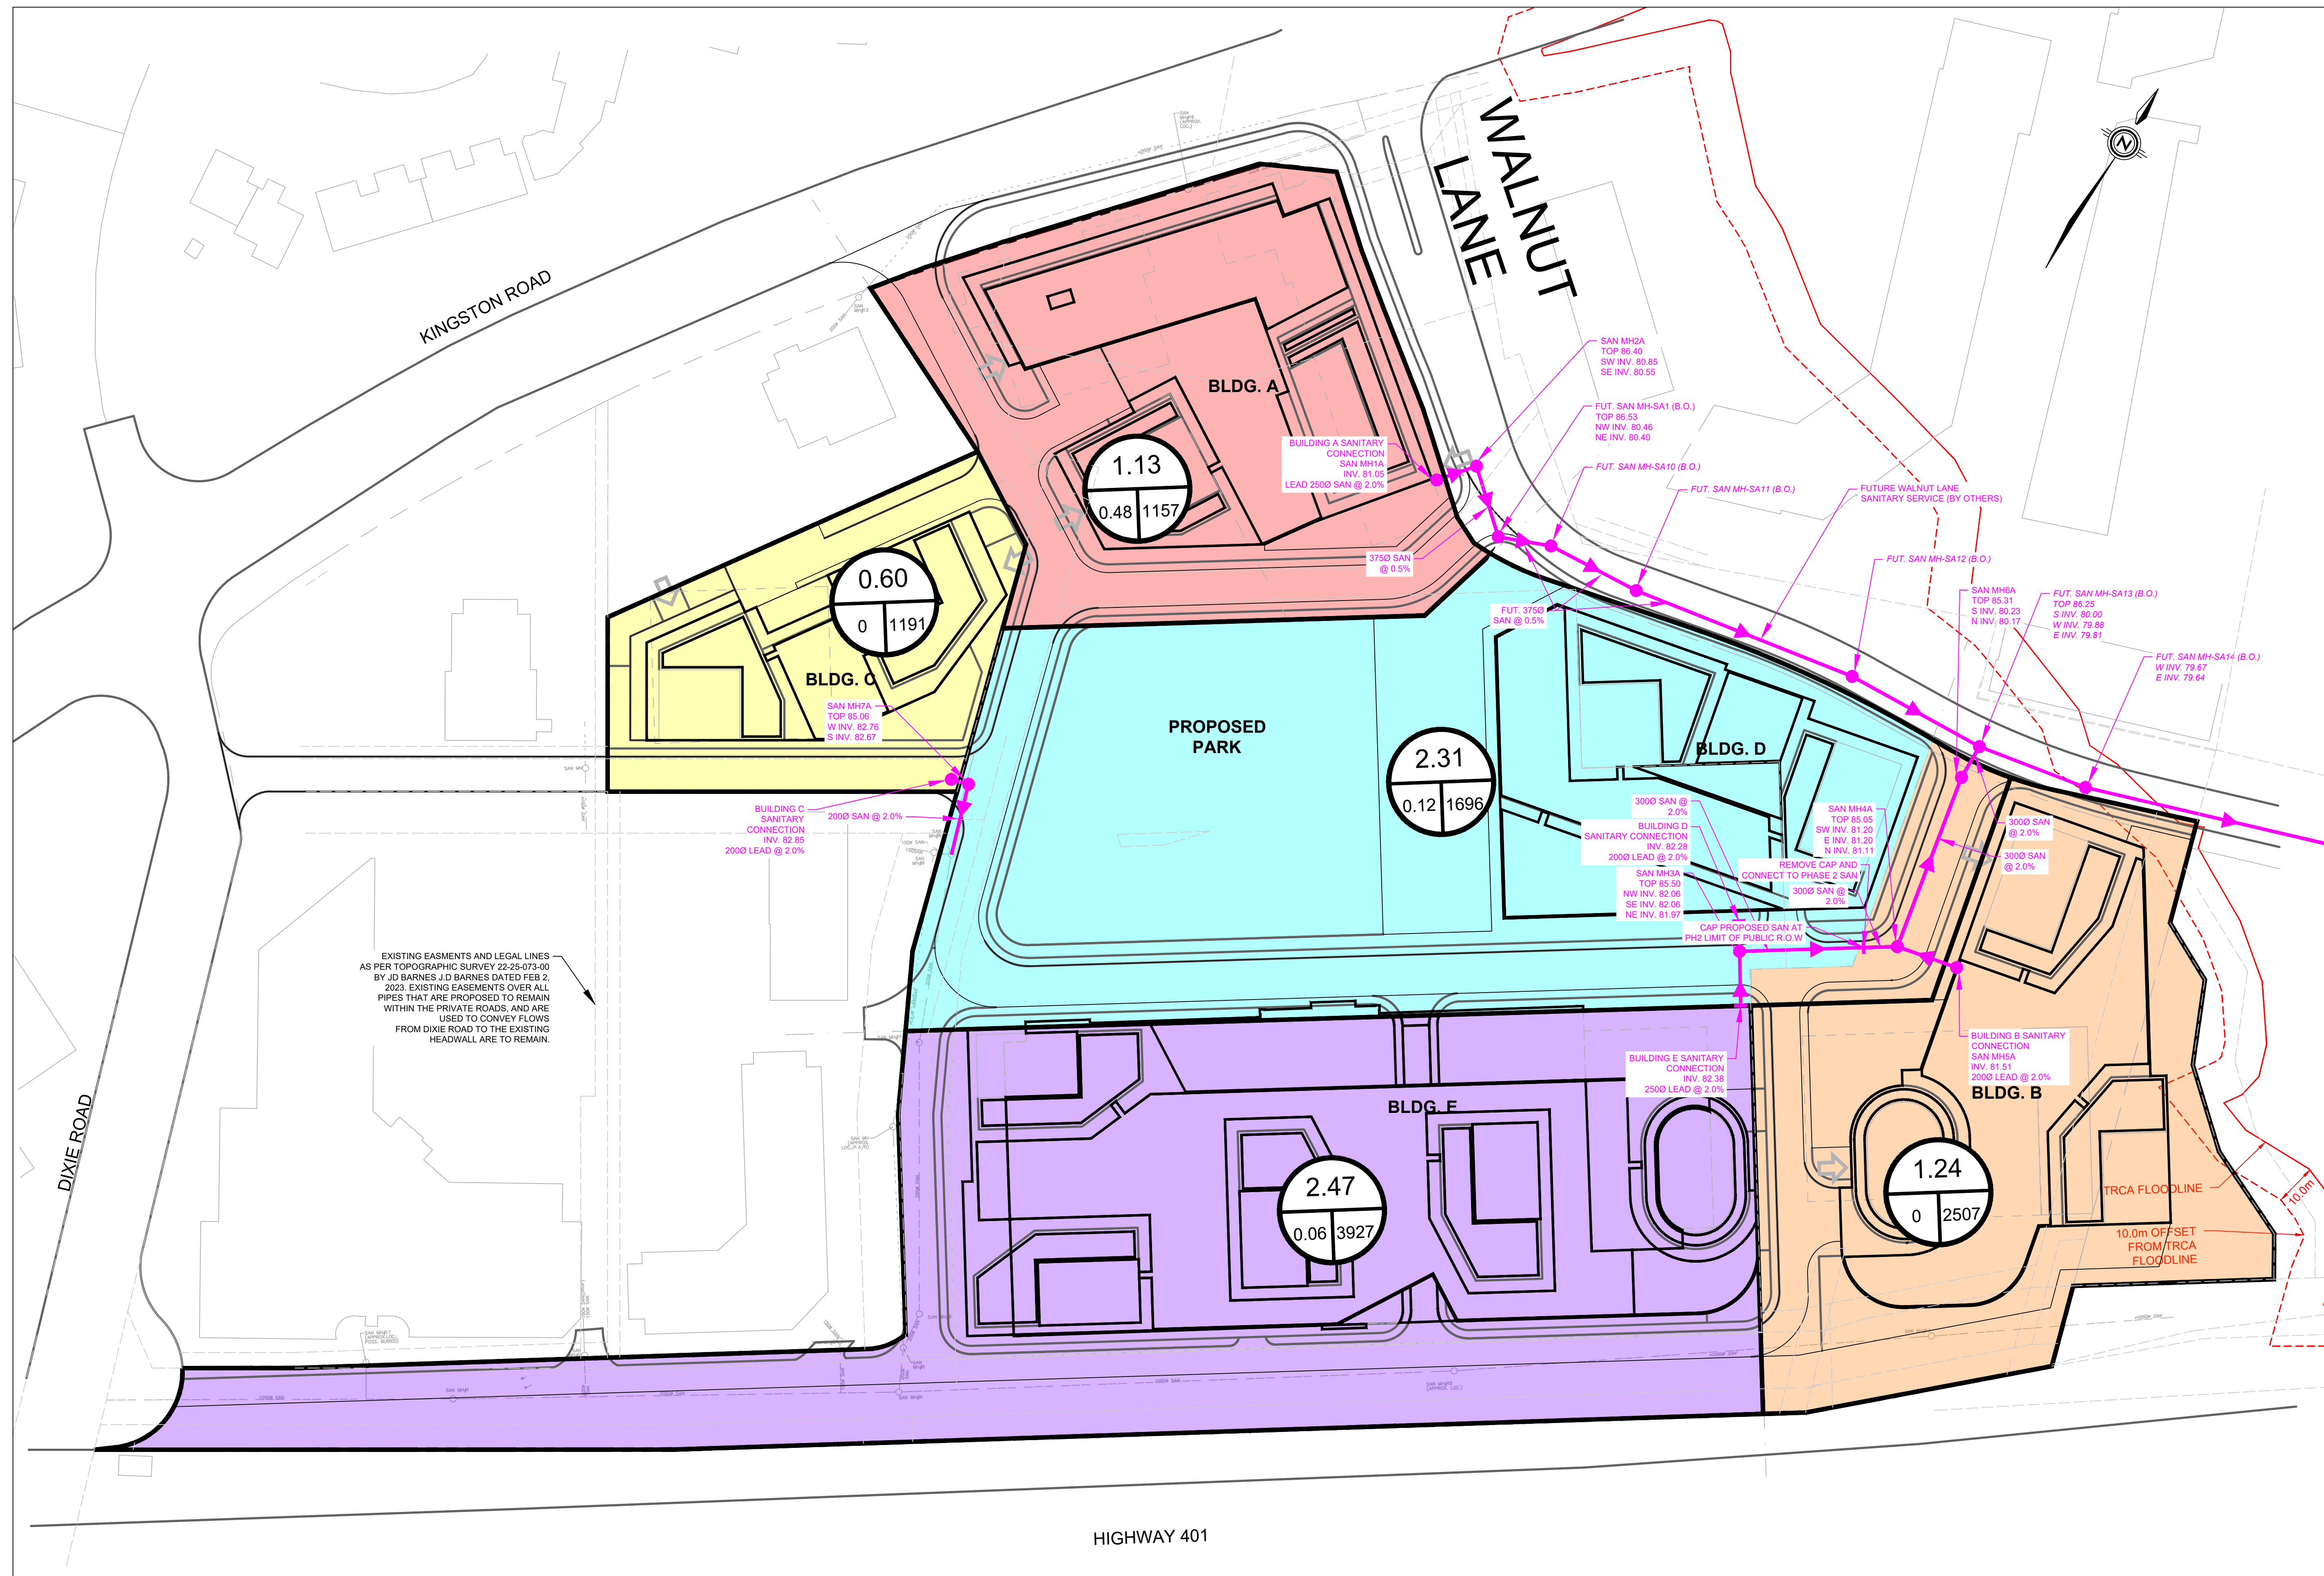 KINGSTON ROAD
WALNUT
LANE
N
SAN
MH#18
(APPROX.
LOC.)
SAN MH2A
TOP 86.40
SW INV. 80.85
SE INV. 80.55
FUT. SAN MH-SA1 (B.O.)
TOP 86.53
NW INV. 80.46
NE INV. 80.40
FUT. SAN MH-SA10 (B.O.)
FUT. SAN MH-SA11 (B.O.)
FUTURE WALNUT LANE
SANITARY SERVICE (BY OTHERS)
FUT. SAN MH-SA12 (B.O.)
SAN MH6A
TOP 85.31
S INV. 80.23
N INV. 80.17
FUT. SAN MH-SA13 (B.O.)
TOP 86.25
S INV. 80.00
W INV. 79.88
E INV. 79.81
FUT. SAN MH-SA14 (B.O.)
W INV. 79.67
E INV. 79.64
BLDG. A
BUILDING A SANITARY
CONNECTION
SAN MH1A
INV. 81.05
LEAD 250Ø SAN @ 2.0%
1.13
0.48 1157
375Ø SAN
@ 0.5%
FUT. 375Ø
SAN @ 0.5%
0.60
0 1191
BLDG. C
SAN MH7A
TOP 85.06
W INV. 82.76
S INV. 82.67
BUILDING C
SANITARY
CONNECTION
INV. 82.85
200Ø LEAD @ 2.0%
200Ø SAN @ 2.0%
PROPOSED
PARK
2.31
0.12 1696
BLDG. D
300Ø SAN @
2.0%
BUILDING D
SANITARY CONNECTION
INV. 82.28
200Ø LEAD @ 2.0%
SAN MH3A
TOP 85.50
NW INV. 82.06
SE INV. 82.06
NE INV. 81.97
SAN MH4A
TOP 85.05
SW INV. 81.20
E INV. 81.20
N INV. 81.11
REMOVE CAP AND
CONNECT TO PHASE 2 SAN
300Ø SAN @
2.0%
CAP PROPOSED SAN AT
PH2 LIMIT OF PUBLIC R.O.W
300Ø SAN
@ 2.0%
300Ø SAN
@ 2.0%
EXISTING EASMENTS AND LEGAL LINES
AS PER TOPOGRAPHIC SURVEY 22-25-073-00
BY JD BARNES J.D BARNES DATED FEB 2,
2023. EXISTING EASEMENTS OVER ALL
PIPES THAT ARE PROPOSED TO REMAIN
WITHIN THE PRIVATE ROADS, AND ARE
USED TO CONVEY FLOWS
FROM DIXIE ROAD TO THE EXISTING
HEADWALL ARE TO REMAIN.
BUILDING E SANITARY
CONNECTION
INV. 82.38
250Ø LEAD @ 2.0%
BUILDING B SANITARY
CONNECTION
SAN MH5A
INV. 81.51
200Ø LEAD @ 2.0%
BLDG. B
BLDG. E
2.47
0.06 3927
1.24
0 2507
TRCA FLOODLINE
10.0m
10.0m OFFSET
FROM TRCA
FLOODLINE
DIXIE ROAD
HIGHWAY 401